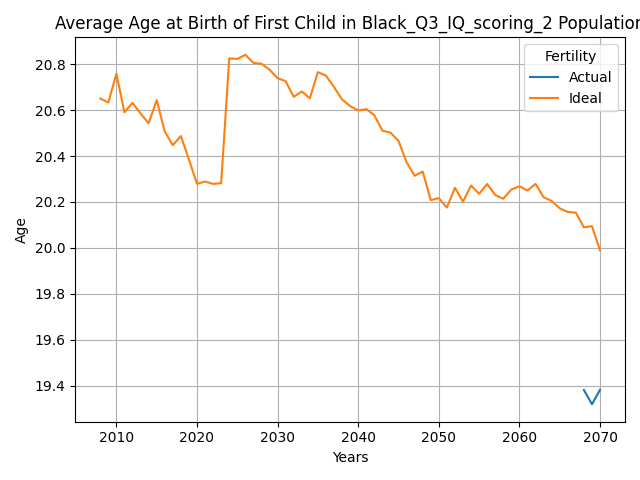 Average Age at Birth of First Child in Black_Q3_IQ_scoring_2 Population
Fertility
Actual
Ideal
20.8
20.6
20.4
20.2
20.0
19.8
19.6
19.4
Age
2010 2020 2030 2040 2050 2060 2070
Years